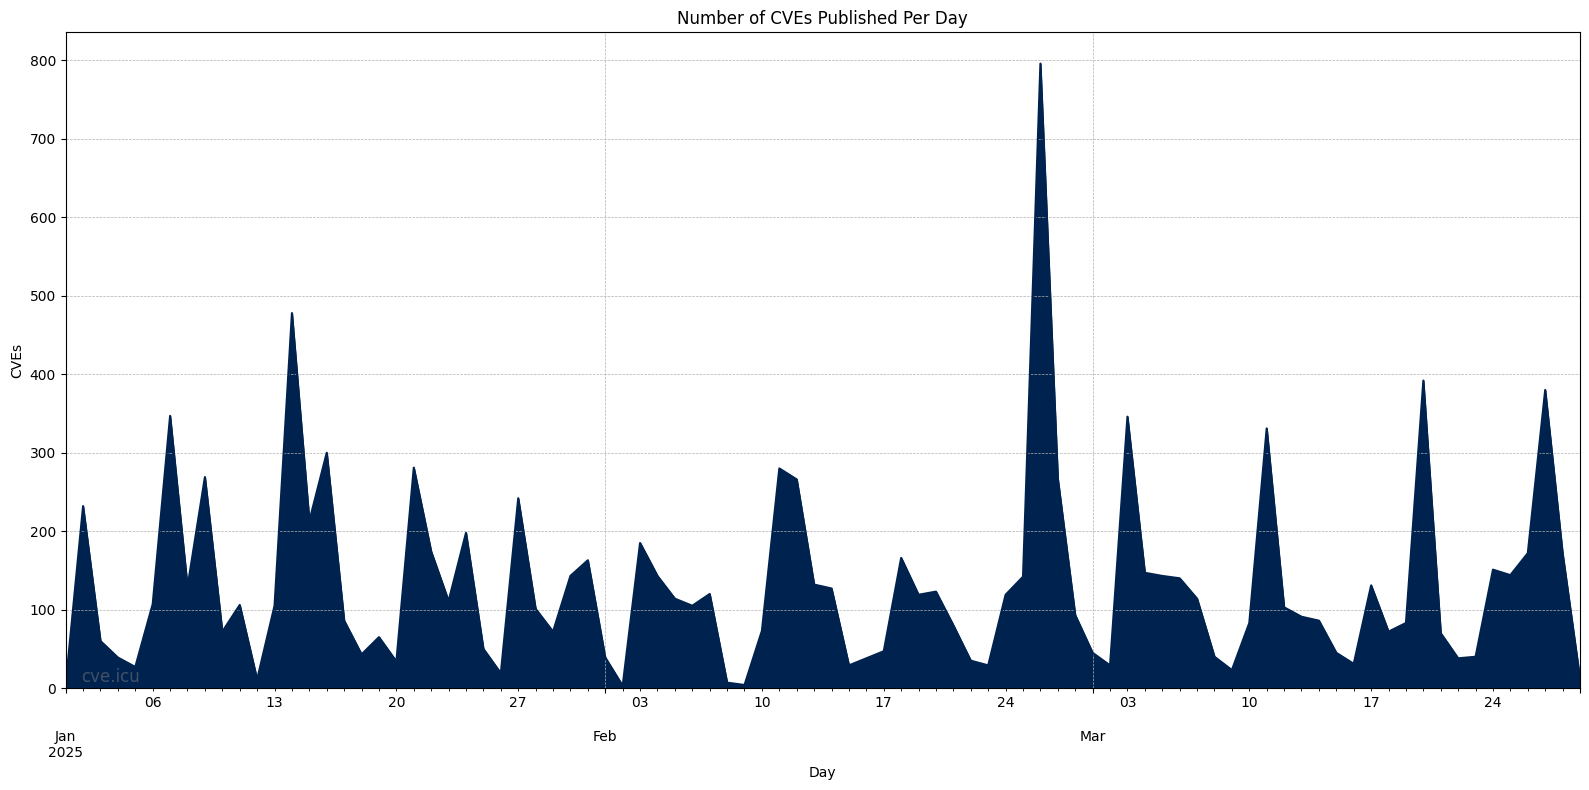 Number of CVEs Published Per Day
800
700
600
500
400
300
200
100
0
CVEs
cve.icu
06 13 20 27 03 10 17 24 03 10 17 24
Jan Feb Mar
2025
Day